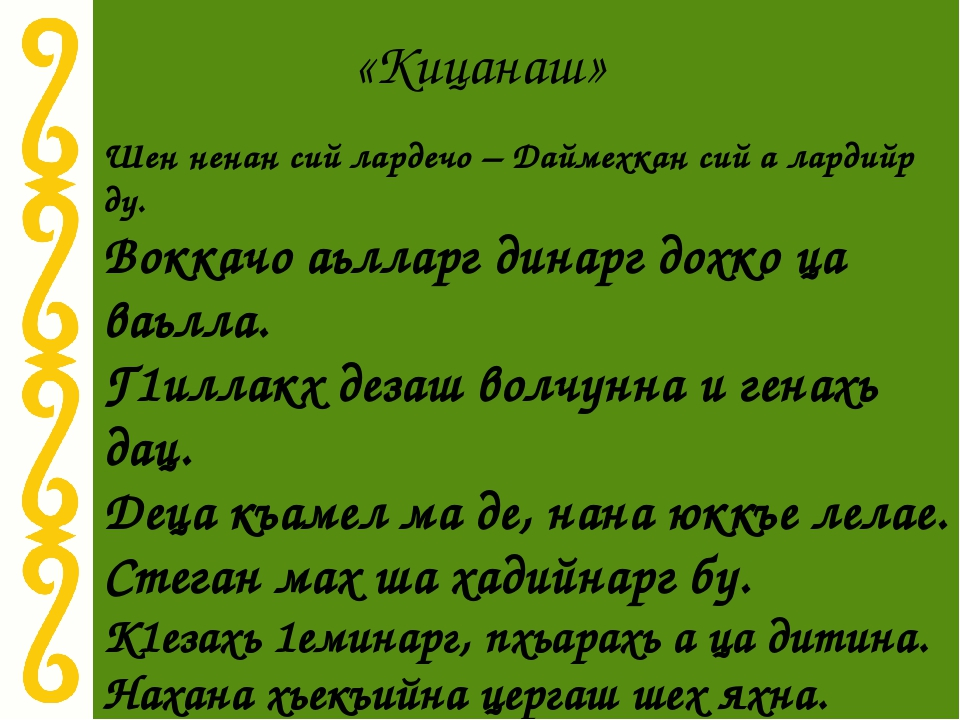 «Кицанаш»
Шен ненан сий лардечо – Даймехкан сий а лардийр
ду.
Воккачо аьлларг динарг дохко ца
ваьлла.
Г1иллакх дезаш волчунна и генахь
дац.
Деца къамел ма де, нана юккъе лелае.
Стеган мах ша хадийнарг бу.
К1езахь 1еминарг, пхьарахь а ца дитина.
Нахана хьекъийна цергаш шех яхна.